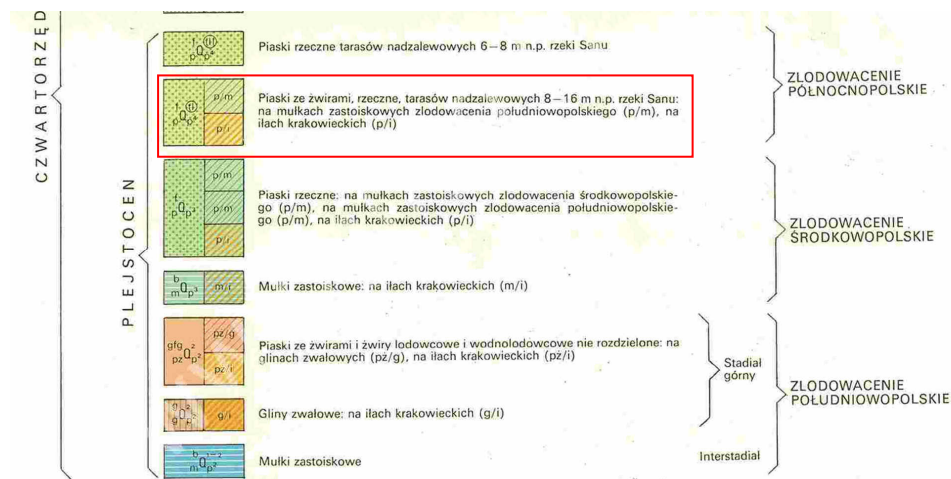 CZWARTORZĘD
PLEJSTOCEN
Piaski rzeczne tarasów nadzalewowych 6–8 m n.p. rzeki Sanu
p/m
p/i
Piaski ze żwirami, rzeczne, tarasów nadzalewowych 8–16 m n.p. rzeki Sanu:
na mułkach zastoiskowych zlodowacenia południowopolskiego (p/m), na
iłach krakowieckich (p/i)
ZLODOWACENIE
PÓŁNOCNOPOLSKIE
p/m
p/m
p/i
Piaski rzeczne: na mułkach zastoiskowych zlodowacenia środkowopolskie-
go (p/m), na mułkach zastoiskowych zlodowacenia południowopolskie-
go (p/m), na iłach krakowieckich (p/i)
ZLODOWACENIE
ŚRODKOWOPOLSKIE
m/i
Mułki zastoiskowe: na iłach krakowieckich (m/i)
pż/g
pż/i
Piaski ze żwirami i żwiry lodowcowe i wodnolodowcowe nie rozdzielone: na
glinach zwałowych (pż/g), na iłach krakowieckich (pż/i)
Stadiał
górny
g/i
Gliny zwałowe: na iłach krakowieckich (g/i)
ZLODOWACENIE
POŁUDNIOWOPOLSKIE
Mułki zastoiskowe
Interstadiał